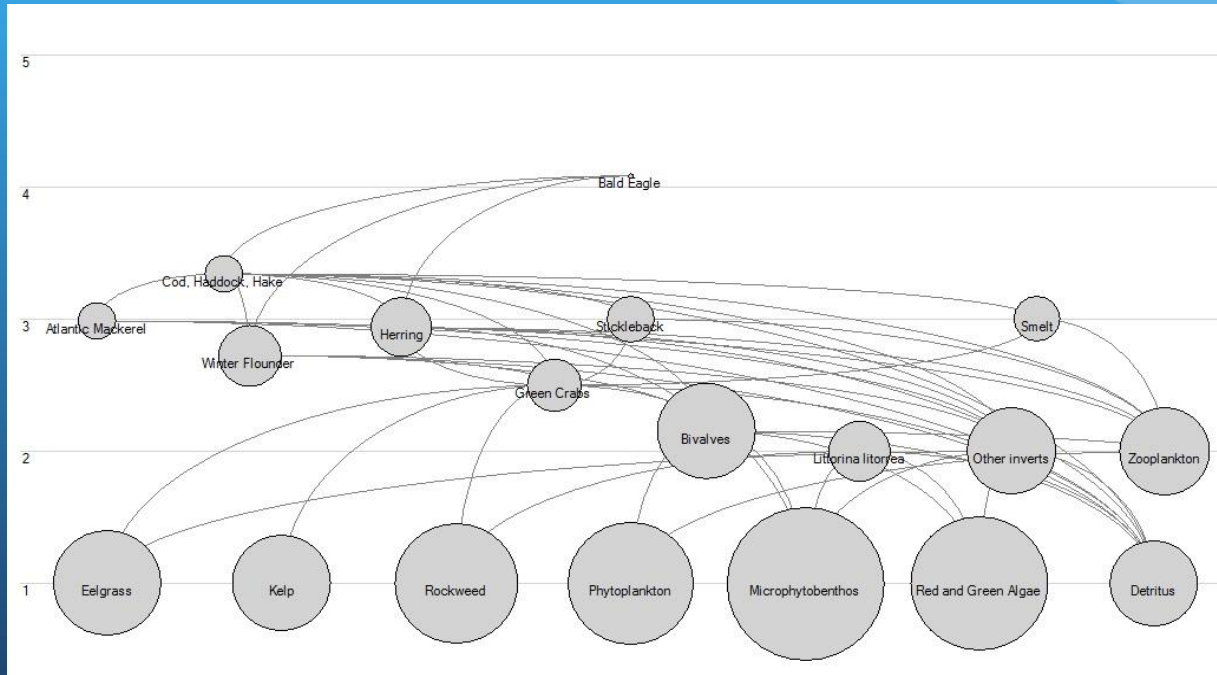 5
4
Bald Eagle
Cod, Haddock, Hake
3
Atlantic Mackerel
Herring
Stickleback
Smelt
Winter Flounder
Green Crabs
2
Bivalves
Littorina litorrea
Other inverts
Zooplankton
1
Eelgrass
Kelp
Rockweed
Phytoplankton
Microphytobenthos
Red and Green Algae
Detritus